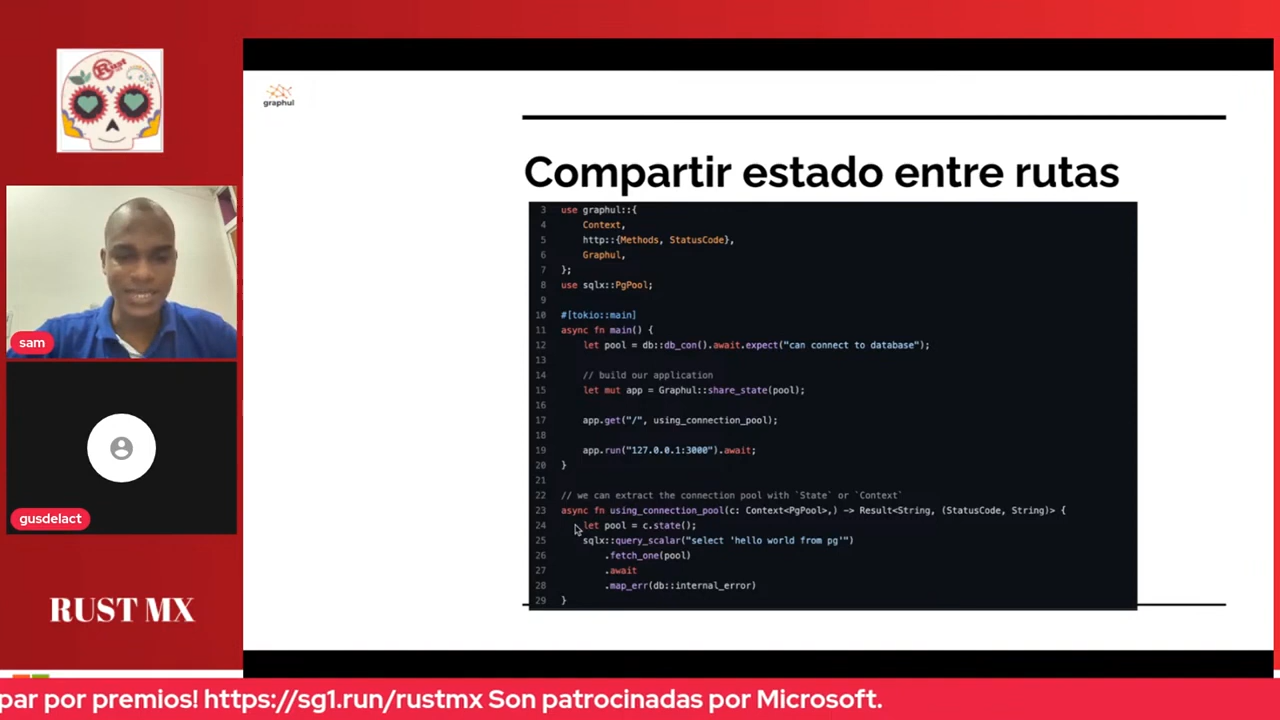 Rust
sam
gusdelact
RUST MX
graphul
Compartir estado entre rutas
3 use graphul::{
4 Context,
5 http::{Methods, StatusCode},
6 Graphul,
7 };
8 use sqlx::PgPool;
9
10 #[tokio::main]
11 async fn main() {
12 let pool = db::db_con().await.expect("can connect to database");
13
14 // build our application
15 let mut app = Graphul::share_state(pool);
16
17 app.get("/", using_connection_pool);
18
19 app.run("127.0.0.1:3000").await;
20 }
21
22 // we can extract the connection pool with `State` or `Context`
23 async fn using_connection_pool(c: Context<PgPool>,) -> Result<String, (StatusCode, String)> {
24 let pool = c.state();
25 sqlx::query_scalar("select 'hello world from pg'")
26 .fetch_one(pool)
27 .await
28 .map_err(db::internal_error)
29 }
par por premios! https://sg1.run/rustmx Son patrocinadas por Microsoft.